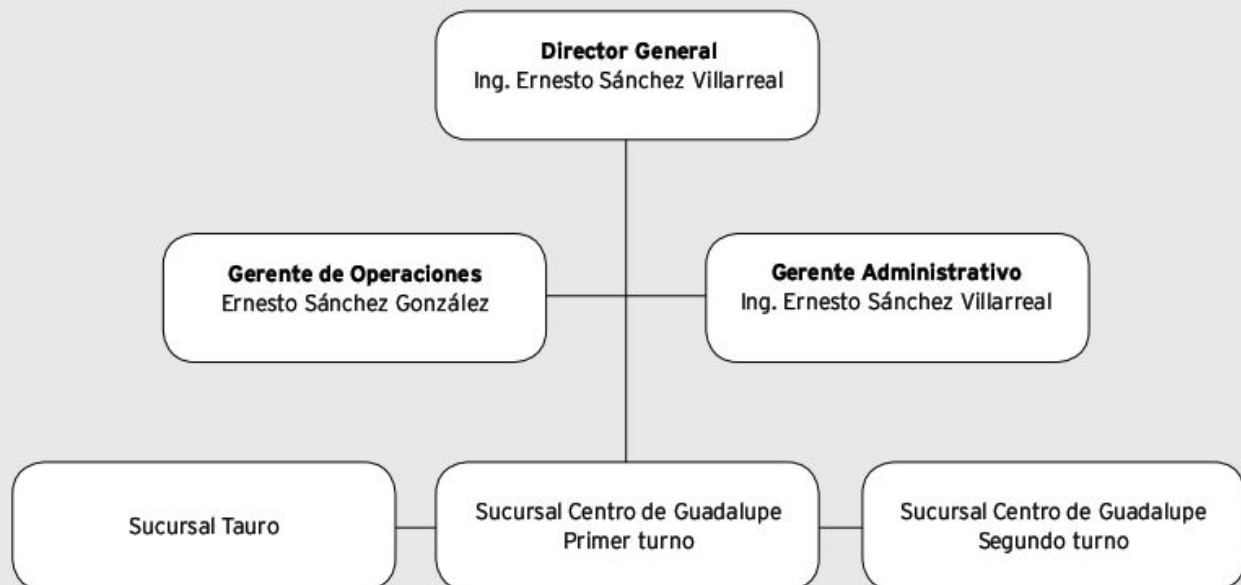 Director General
Ing. Ernesto Sánchez Villarreal
Gerente de Operaciones
Ernesto Sánchez González
Gerente Administrativo
Ing. Ernesto Sánchez Villarreal
Sucursal Tauro
Sucursal Centro de Guadalupe
Primer turno
Sucursal Centro de Guadalupe
Segundo turno